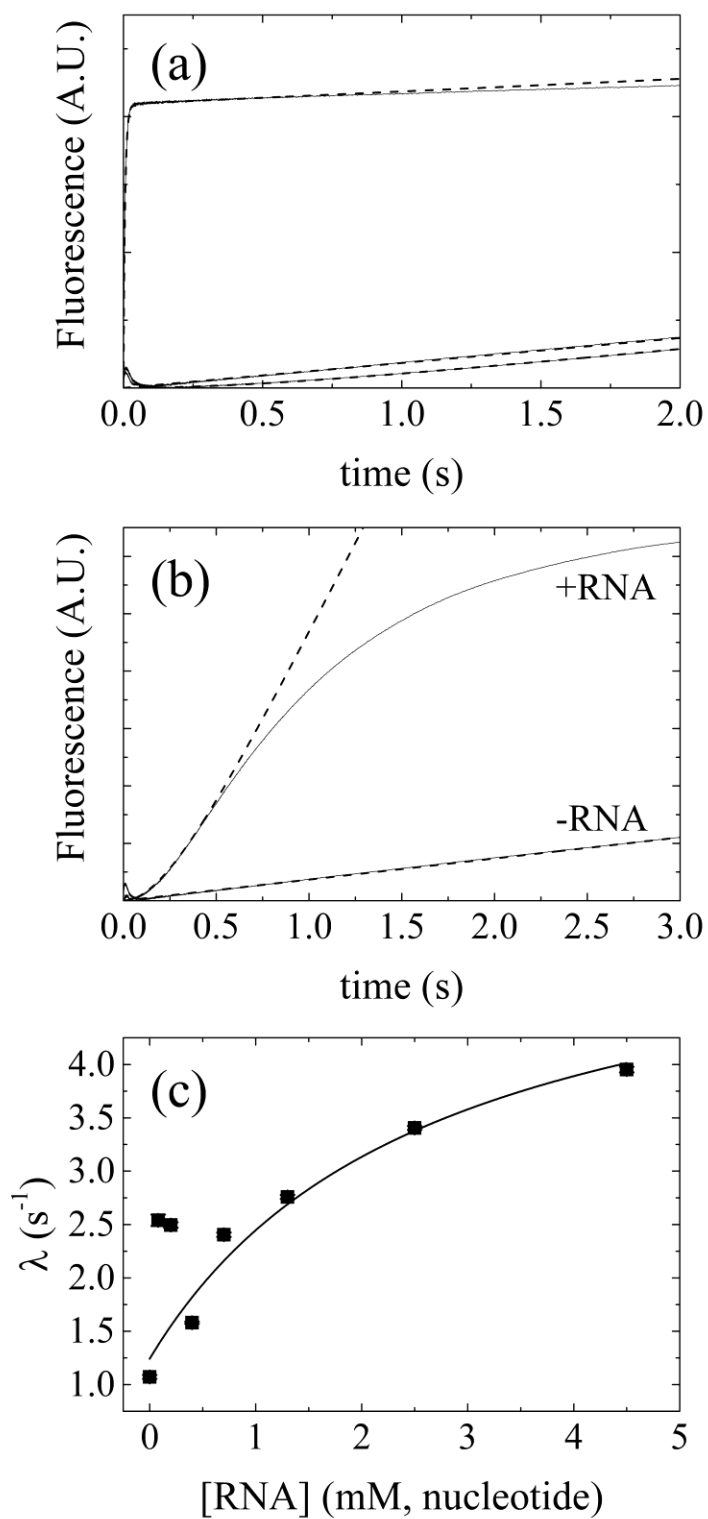 (a)
Fluorescence (A.U.)
0.0 0.5 1.0 1.5 2.0
time (s)
(b)
+RNA
-RNA
Fluorescence (A.U.)
0.0 0.5 1.0 1.5 2.0 2.5 3.0
time (s)
(c)
4.0
3.5
3.0
2.5
2.0
1.5
1.0
λ (s⁻¹)
0 1 2 3 4 5
[RNA] (mM, nucleotide)